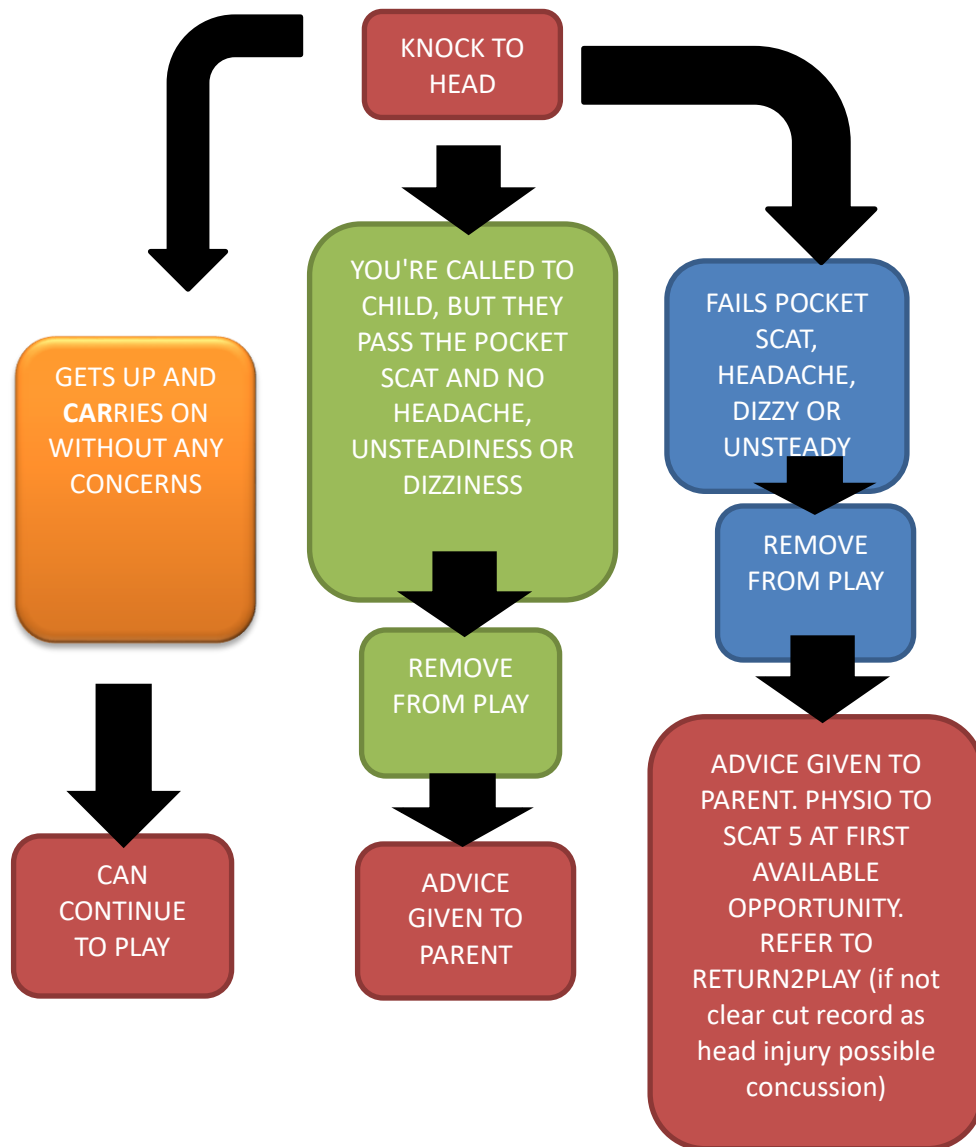 KNOCK TO
HEAD
GETS UP AND
CARRIES ON
WITHOUT ANY
CONCERNS
CAN
CONTINUE
TO PLAY
YOU'RE CALLED TO
CHILD, BUT THEY
PASS THE POCKET
SCAT AND NO
HEADACHE,
UNSTEADINESS OR
DIZZINESS
REMOVE
FROM PLAY
ADVICE
GIVEN TO
PARENT
FAILS POCKET
SCAT,
HEADACHE,
DIZZY OR
UNSTEADY
REMOVE
FROM PLAY
ADVICE GIVEN TO
PARENT. PHYSIO TO
SCAT 5 AT FIRST
AVAILABLE
OPPORTUNITY.
REFER TO
RETURN2PLAY (if not
clear cut record as
head injury possible
concussion)